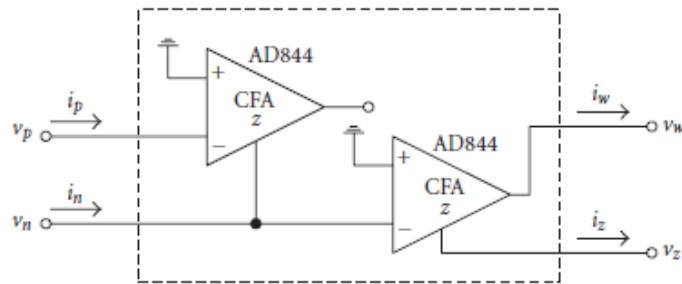 AD844
+
CFA
z
−
i_p
v_p
AD844
+
CFA
z
−
i_n
v_n
i_w
v_w
i_z
v_z